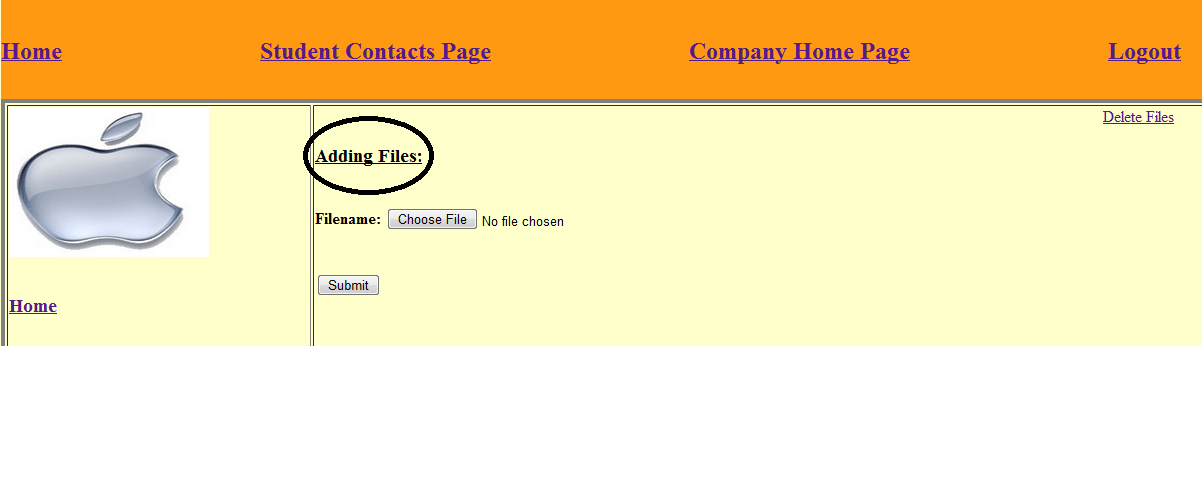 Home Student Contacts Page Company Home Page Logout
Delete Files
Adding Files:
Filename: Choose File No file chosen
Submit
Home